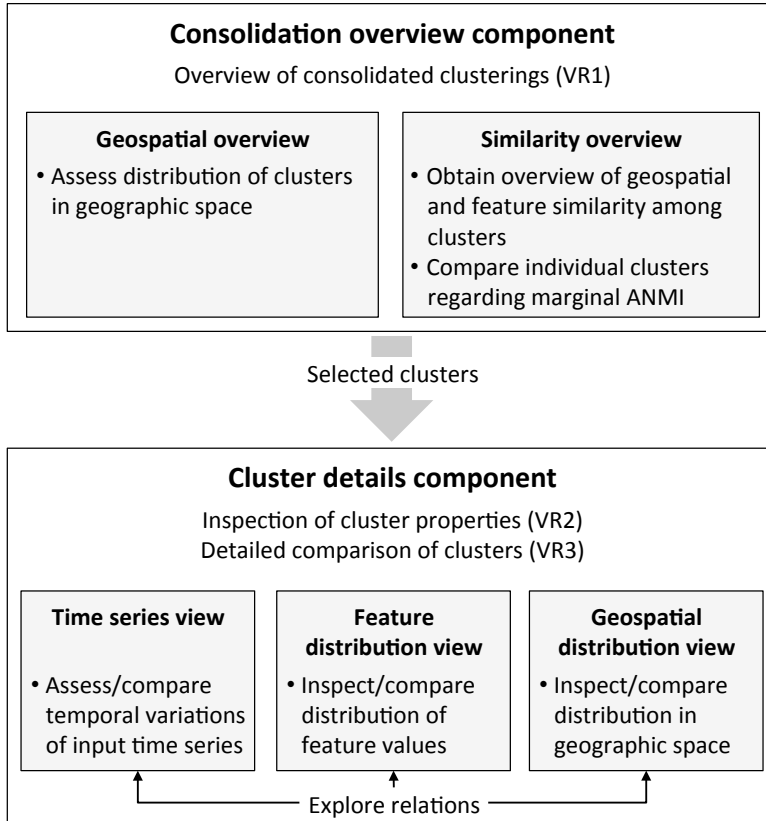 Consolidation overview component
Overview of consolidated clusterings (VR1)
Geospatial overview
• Assess distribution of clusters
in geographic space
Similarity overview
• Obtain overview of geospatial
and feature similarity among
clusters
• Compare individual clusters
regarding marginal ANMI
Selected clusters
Cluster details component
Inspection of cluster properties (VR2)
Detailed comparison of clusters (VR3)
Time series view
• Assess/compare
temporal variations
of input time series
Feature
distribution view
• Inspect/compare
distribution of
feature values
Geospatial
distribution view
• Inspect/compare
distribution in
geographic space
Explore relations